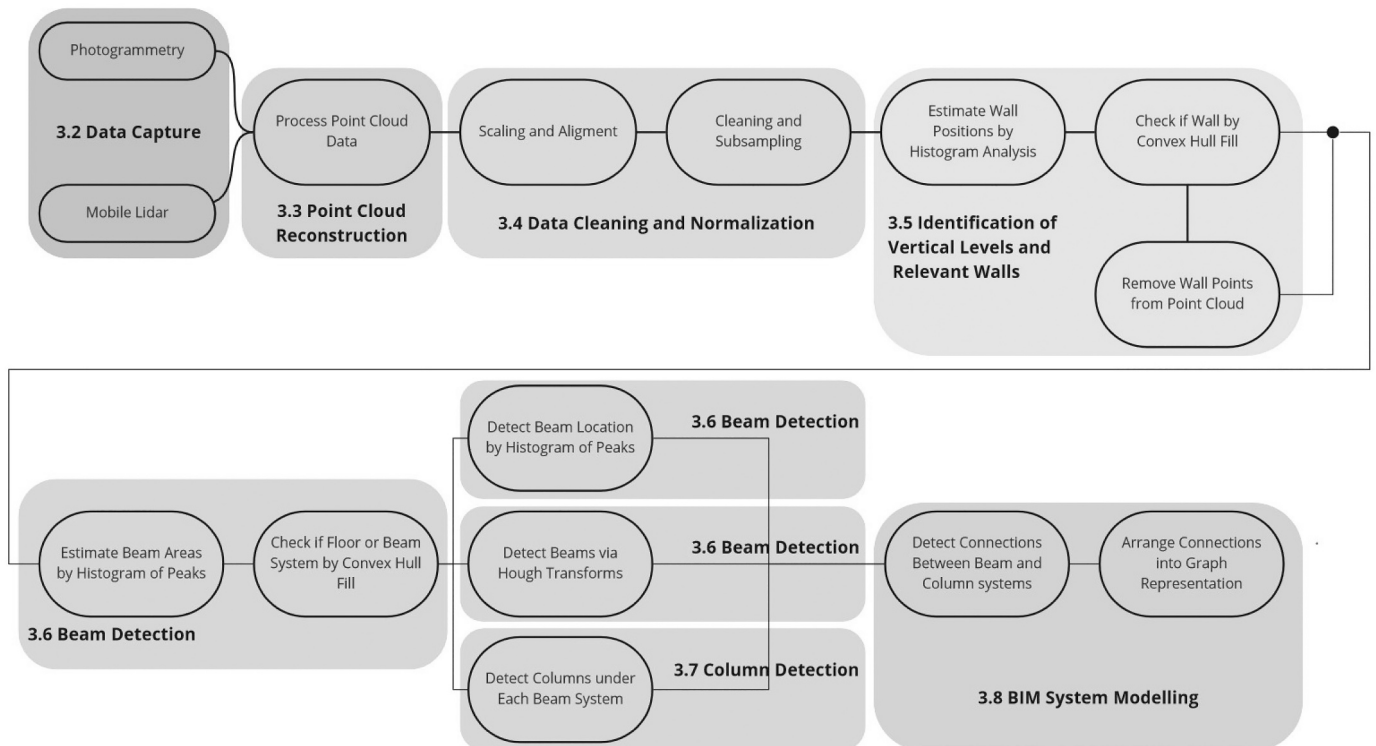 Photogrammetry
3.2 Data Capture
Mobile Lidar
Process Point Cloud
Data
3.3 Point Cloud
Reconstruction
Scaling and Aligment
Cleaning and
Subsampling
3.4 Data Cleaning and Normalization
Estimate Wall
Positions by
Histogram Analysis
Check if Wall by
Convex Hull Fill
3.5 Identification of
Vertical Levels and
Relevant Walls
Remove Wall Points
from Point Cloud
Estimate Beam Areas
by Histogram of Peaks
Check if Floor or Beam
System by Convex Hull
Fill
3.6 Beam Detection
Detect Beam Location
by Histogram of Peaks
3.6 Beam Detection
Detect Beams via
Hough Transforms
3.6 Beam Detection
Detect Columns under
Each Beam System
3.7 Column Detection
Detect Connections
Between Beam and
Column systems
Arrange Connections
into Graph
Representation
3.8 BIM System Modelling